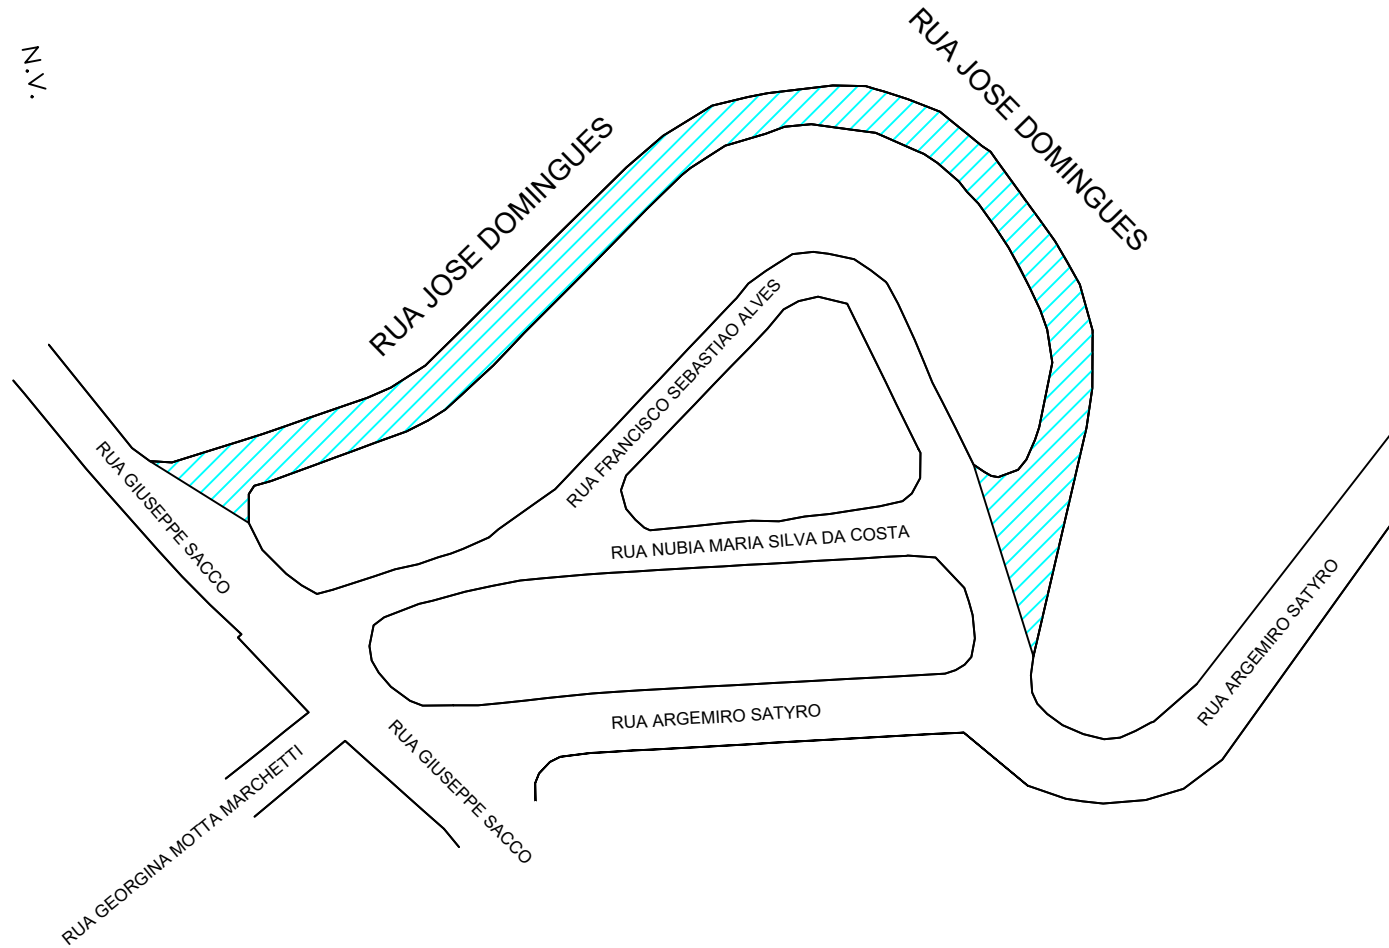 N.V.
RUA JOSE DOMINGUES
RUA JOSE DOMINGUES
RUA FRANCISCO SEBASTIAO ALVES
RUA GIUSEPPE SACCO
RUA NUBIA MARIA SILVA DA COSTA
RUA ARGEMIRO SATYRO
RUA ARGEMIRO SATYRO
RUA GIUSEPPE SACCO
RUA GEORGINA MOTTA MARCHETTI